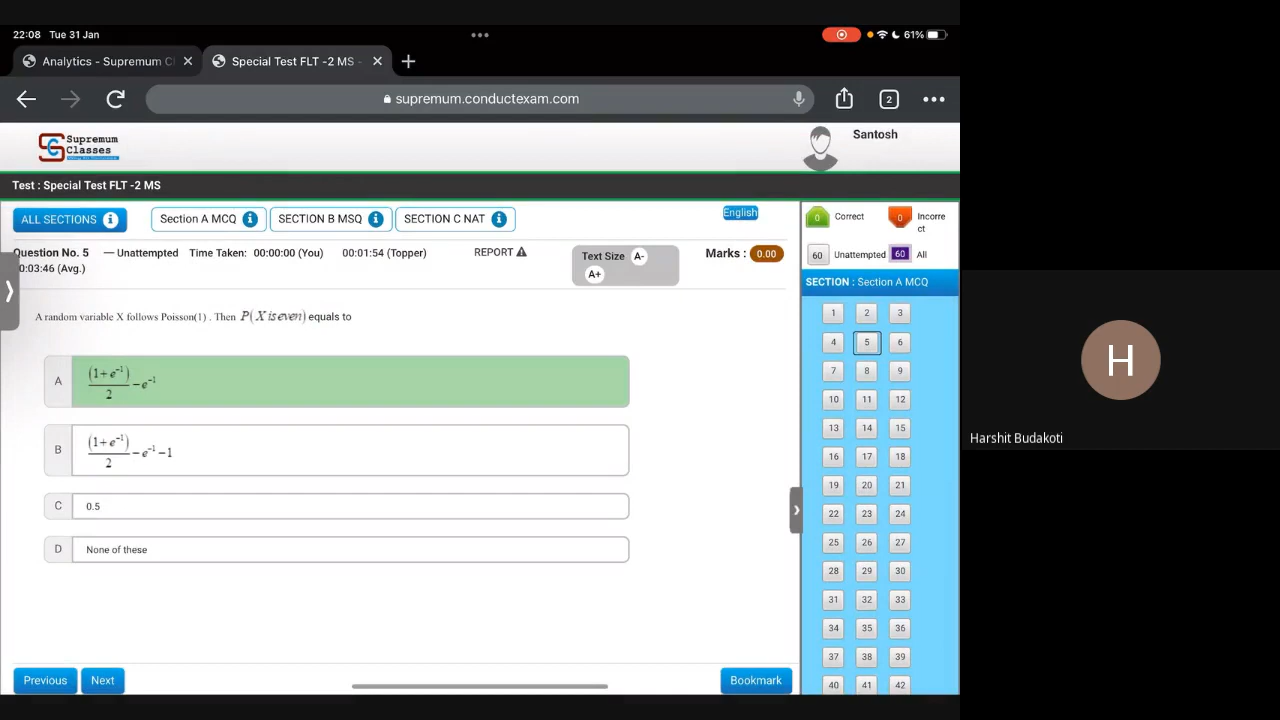 22:08 Tue 31 Jan
61%
Analytics - Supremum C
Special Test FLT -2 MS -
supremum.conductexam.com
2
Supremum
Classes
Santosh
Test : Special Test FLT -2 MS
ALL SECTIONS i
Section A MCQ i
SECTION B MSQ i
SECTION C NAT i
English
Question No. 5 — Unattempted Time Taken: 00:00:00 (You) 00:01:54 (Topper)
00:03:46 (Avg.)
REPORT
Text Size A-
A+
Marks : 0.00
A random variable X follows Poisson(1) . Then P(X is even) equals to
A (1+e⁻¹)/2 − e⁻¹
B (1+e⁻¹)/2 − e⁻¹ − 1
C 0.5
D None of these
Previous
Next
Bookmark
0 Correct
0 Incorre
ct
60 Unattempted
60 All
SECTION : Section A MCQ
1 2 3
4 5 6
7 8 9
10 11 12
13 14 15
16 17 18
19 20 21
22 23 24
25 26 27
28 29 30
31 32 33
34 35 36
37 38 39
40 41 42
H
Harshit Budakoti